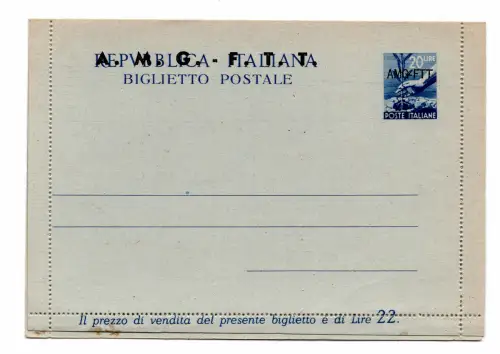 A. M. G. - F. T. T.
REPVBBLICA ITALIANA
BIGLIETTO POSTALE
20 LIRE
AMG-FTT
POSTE ITALIANE
Il prezzo di vendita del presente biglietto è di Lire 22.